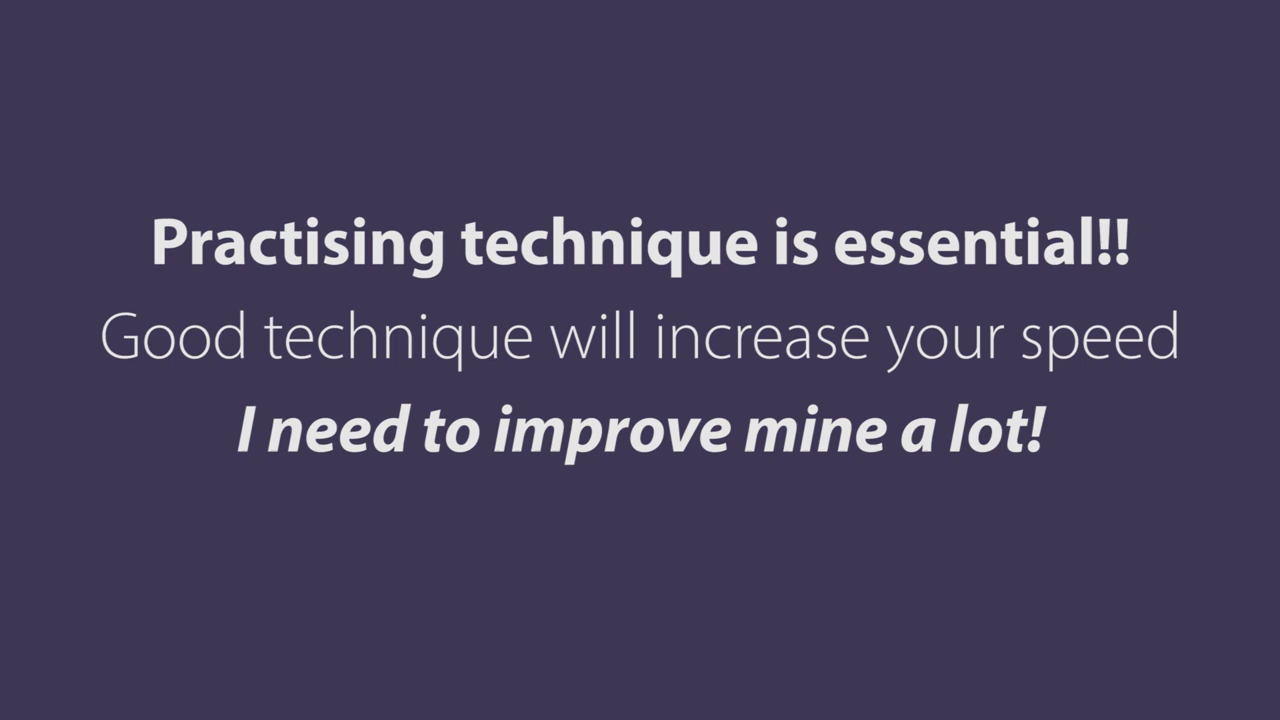 Practising technique is essential!!
Good technique will increase your speed
I need to improve mine a lot!